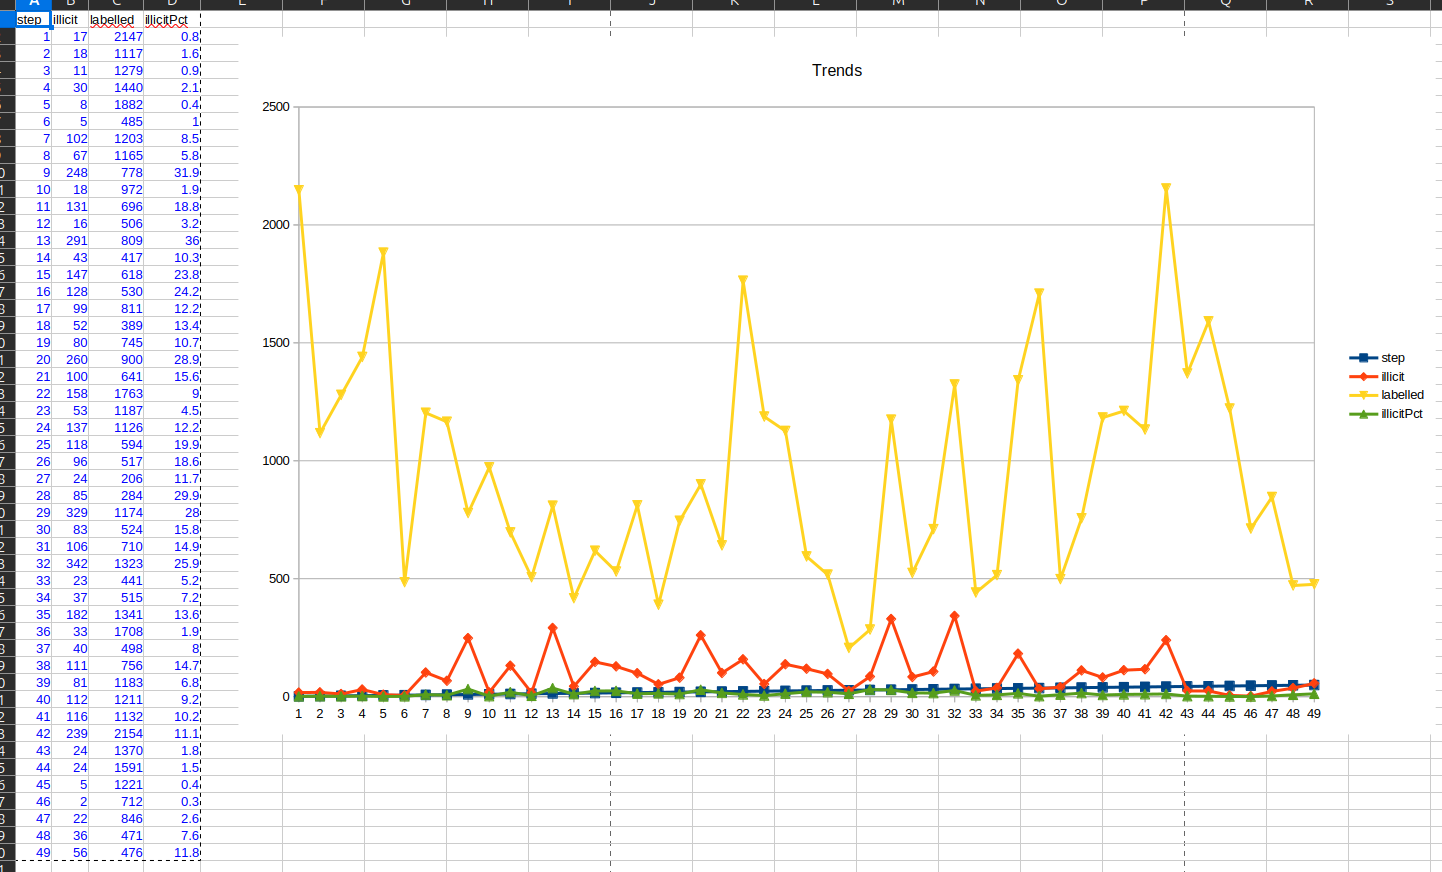 A B C D E F G H I J K L M N O P Q R S
step illicit labelled illicitPct
1 17 2147 0.8
2 18 1117 1.6
3 11 1279 0.9
4 30 1440 2.1
5 8 1882 0.4
6 5 485 1
7 102 1203 8.5
8 67 1165 5.8
9 248 778 31.9
10 18 972 1.9
11 131 696 18.8
12 16 506 3.2
13 291 809 36
14 43 417 10.3
15 147 618 23.8
16 128 530 24.2
17 99 811 12.2
18 52 389 13.4
19 80 745 10.7
20 260 900 28.9
21 100 641 15.6
22 158 1763 9
23 53 1187 4.5
24 137 1126 12.2
25 118 594 19.9
26 96 517 18.6
27 24 206 11.7
28 85 284 29.9
29 329 1174 28
30 83 524 15.8
31 106 710 14.9
32 342 1323 25.9
33 23 441 5.2
34 37 515 7.2
35 182 1341 13.6
36 33 1708 1.9
37 40 498 8
38 111 756 14.7
39 81 1183 6.8
40 112 1211 9.2
41 116 1132 10.2
42 239 2154 11.1
43 24 1370 1.8
44 24 1591 1.5
45 5 1221 0.4
46 2 712 0.3
47 22 846 2.6
48 36 471 7.6
49 56 476 11.8
Trends
2500
2000
1500
1000
500
0
1 2 3 4 5 6 7 8 9 10 11 12 13 14 15 16 17 18 19 20 21 22 23 24 25 26 27 28 29 30 31 32 33 34 35 36 37 38 39 40 41 42 43 44 45 46 47 48 49
step
illicit
labelled
illicitPct